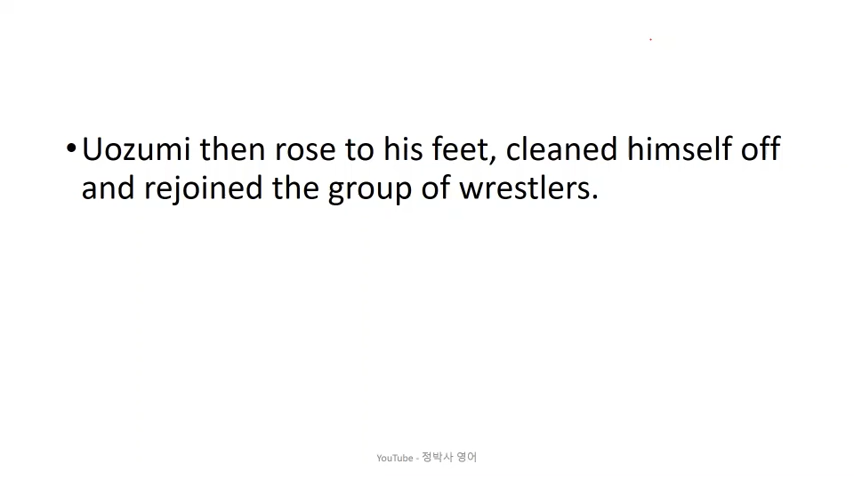 •Uozumi then rose to his feet, cleaned himself off
and rejoined the group of wrestlers.
YouTube - 정박사 영어